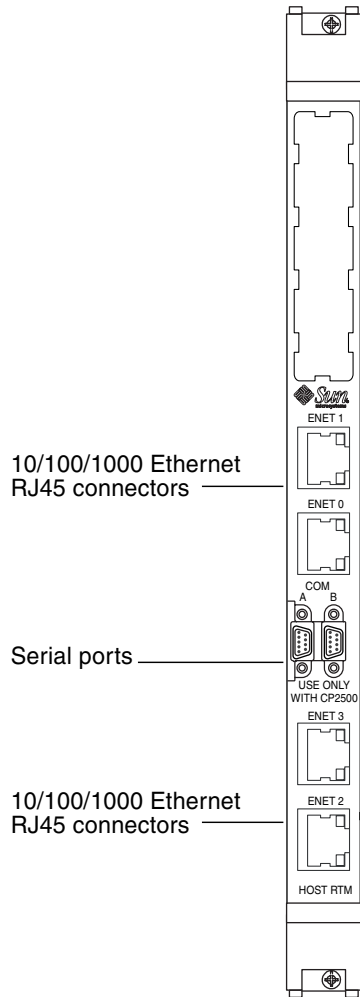 Sun
microsystems
ENET 1
10/100/1000 Ethernet
RJ45 connectors
ENET 0
COM
A B
Serial ports
USE ONLY
WITH CP2500
ENET 3
10/100/1000 Ethernet
RJ45 connectors
ENET 2
HOST RTM